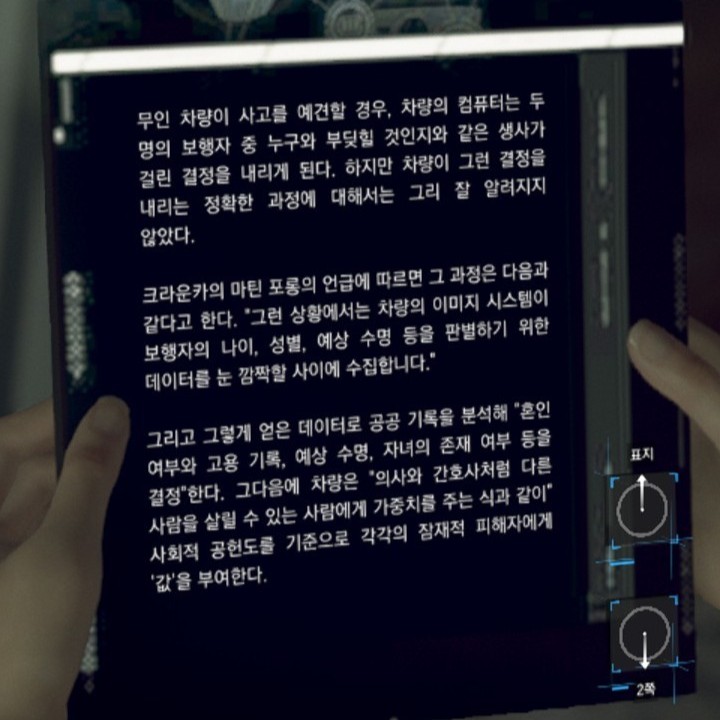 무인 차량이 사고를 예견할 경우, 차량의 컴퓨터는 두
명의 보행자 중 누구와 부딪힐 것인지와 같은 생사가
걸린 결정을 내리게 된다. 하지만 차량이 그런 결정을
내리는 정확한 과정에 대해서는 그리 잘 알려지지
않았다.
크라운카의 마틴 포롱의 언급에 따르면 그 과정은 다음과
같다고 한다. "그런 상황에서는 차량의 이미지 시스템이
보행자의 나이, 성별, 예상 수명 등을 판별하기 위한
데이터를 눈 깜짝할 사이에 수집합니다."
그리고 그렇게 얻은 데이터로 공공 기록을 분석해 "혼인
여부와 고용 기록, 예상 수명, 자녀의 존재 여부 등을
결정"한다. 그다음에 차량은 "의사와 간호사처럼 다른
사람을 살릴 수 있는 사람에게 가중치를 주는 식과 같이"
사회적 공헌도를 기준으로 각각의 잠재적 피해자에게
'값'을 부여한다.
표지
2쪽